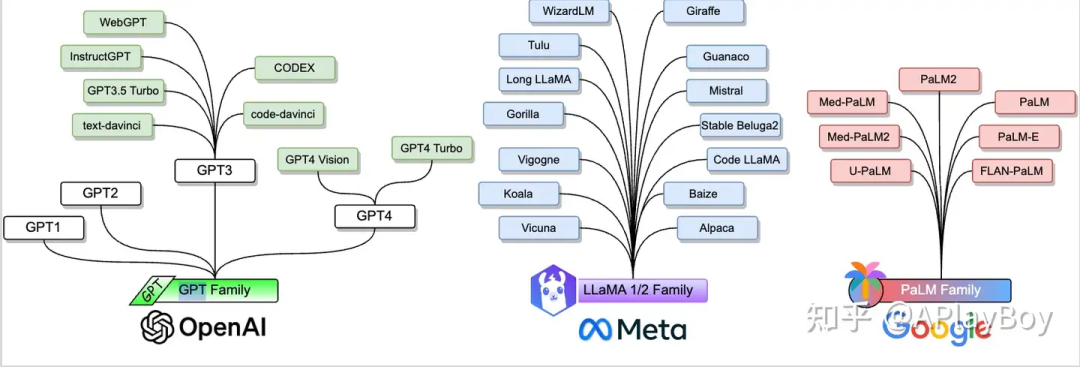 WebGPT
InstructGPT
CODEX
GPT3.5 Turbo
text-davinci
code-davinci
GPT3
GPT4 Vision
GPT4 Turbo
GPT2
GPT4
GPT1
GPT
GPT Family
OpenAI
WizardLM
Giraffe
Tulu
Guanaco
Long LLaMA
Mistral
Gorilla
Stable Beluga2
Vigogne
Code LLaMA
Koala
Baize
Vicuna
Alpaca
LLaMA 1/2 Family
Meta
PaLM2
Med-PaLM
PaLM
Med-PaLM2
PaLM-E
U-PaLM
FLAN-PaLM
PaLM Family
Google
知乎 @APlayBoy